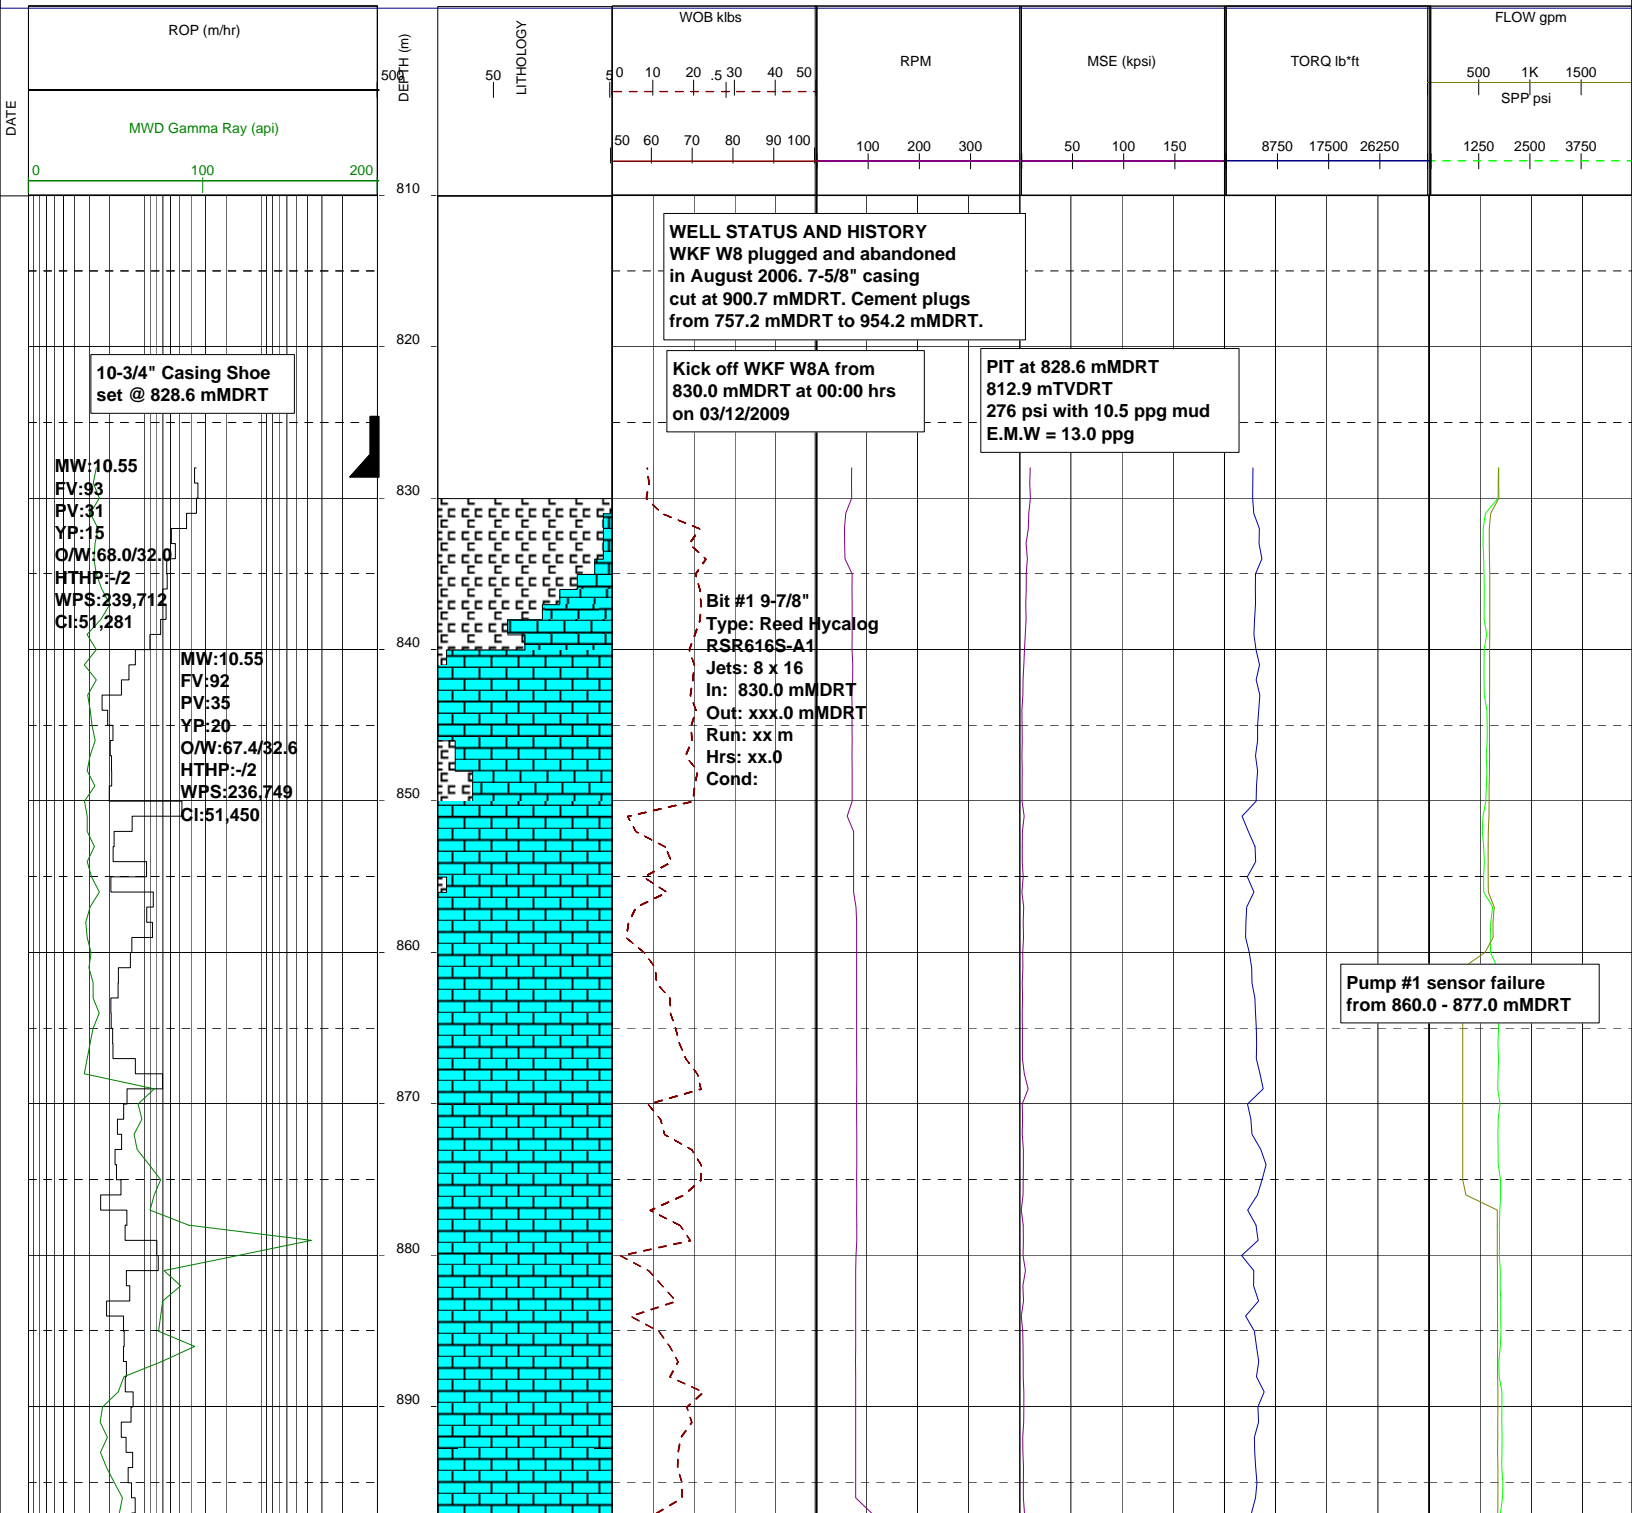 DATE
ROP (m/hr)
500
MWD Gamma Ray (api)
0 100 200
DEPTH (m)
50 LITHOLOGY 5
WOB klbs
0 10 20 .5 30 40 50
50 60 70 80 90 100
RPM
100 200 300
MSE (kpsi)
50 100 150
TORQ lb*ft
8750 17500 26250
FLOW gpm
500 1K 1500
SPP psi
1250 2500 3750
810
WELL STATUS AND HISTORY
WKF W8 plugged and abandoned
in August 2006. 7-5/8" casing
cut at 900.7 mMDRT. Cement plugs
from 757.2 mMDRT to 954.2 mMDRT.
820
10-3/4" Casing Shoe
set @ 828.6 mMDRT
Kick off WKF W8A from
830.0 mMDRT at 00:00 hrs
on 03/12/2009
PIT at 828.6 mMDRT
812.9 mTVDRT
276 psi with 10.5 ppg mud
E.M.W = 13.0 ppg
MW:10.55
FV:93
PV:31
YP:15
O/W:68.0/32.0
HTHP:-/2
WPS:239,712
Cl:51,281
830
Bit #1 9-7/8"
Type: Reed Hycalog
RSR616S-A1
Jets: 8 x 16
In: 830.0 mMDRT
Out: xxx.0 mMDRT
Run: xx m
Hrs: xx.0
Cond:
840
MW:10.55
FV:92
PV:35
YP:20
O/W:67.4/32.6
HTHP:-/2
WPS:236,749
Cl:51,450
850
860
Pump #1 sensor failure
from 860.0 - 877.0 mMDRT
870
880
890